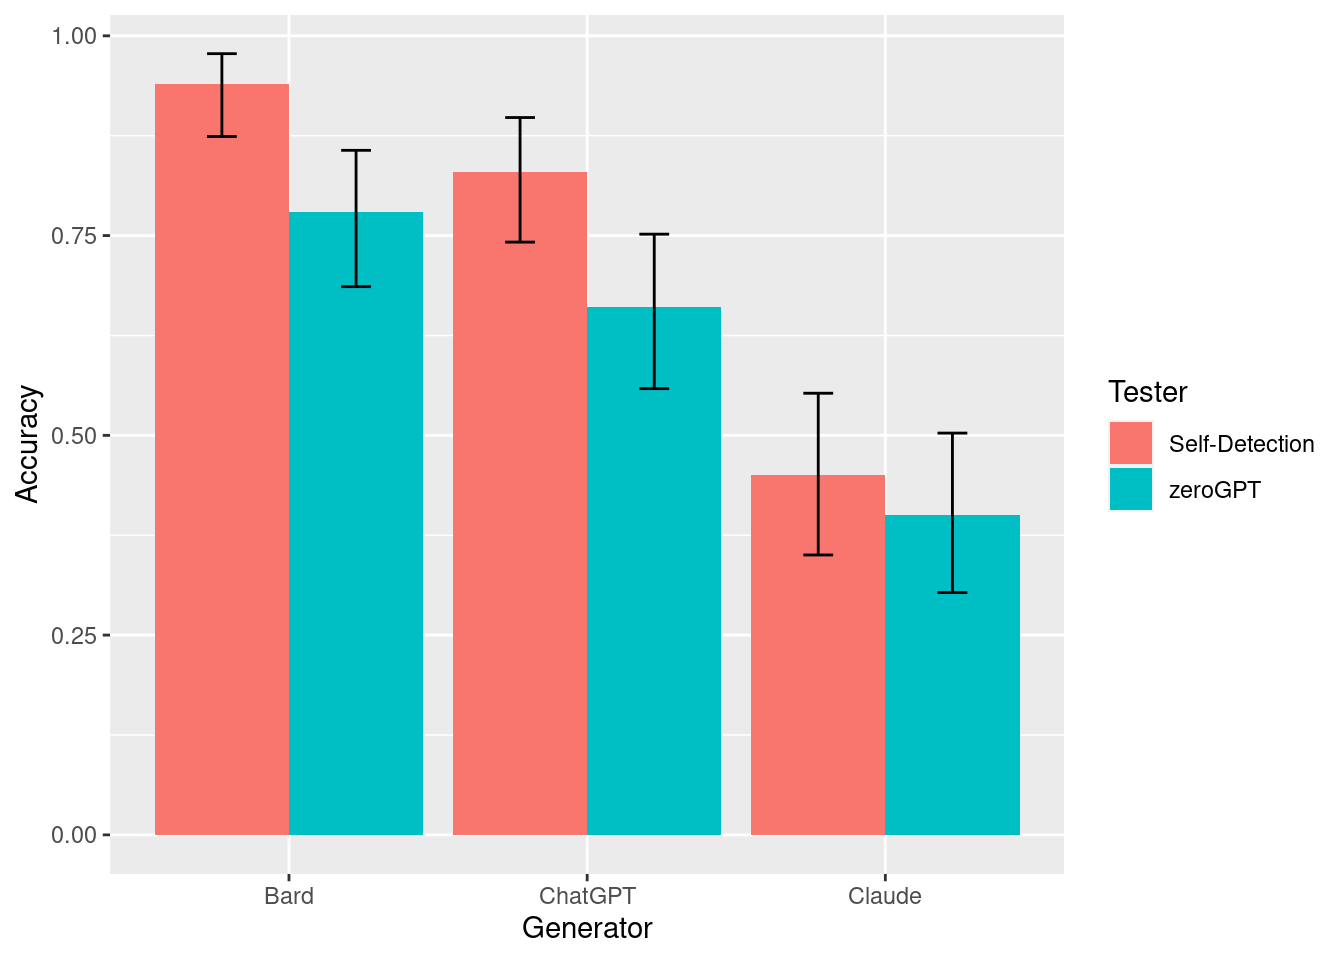 1.00
0.75
0.50
0.25
0.00
Accuracy
Bard
ChatGPT
Claude
Generator
Tester
Self-Detection
zeroGPT